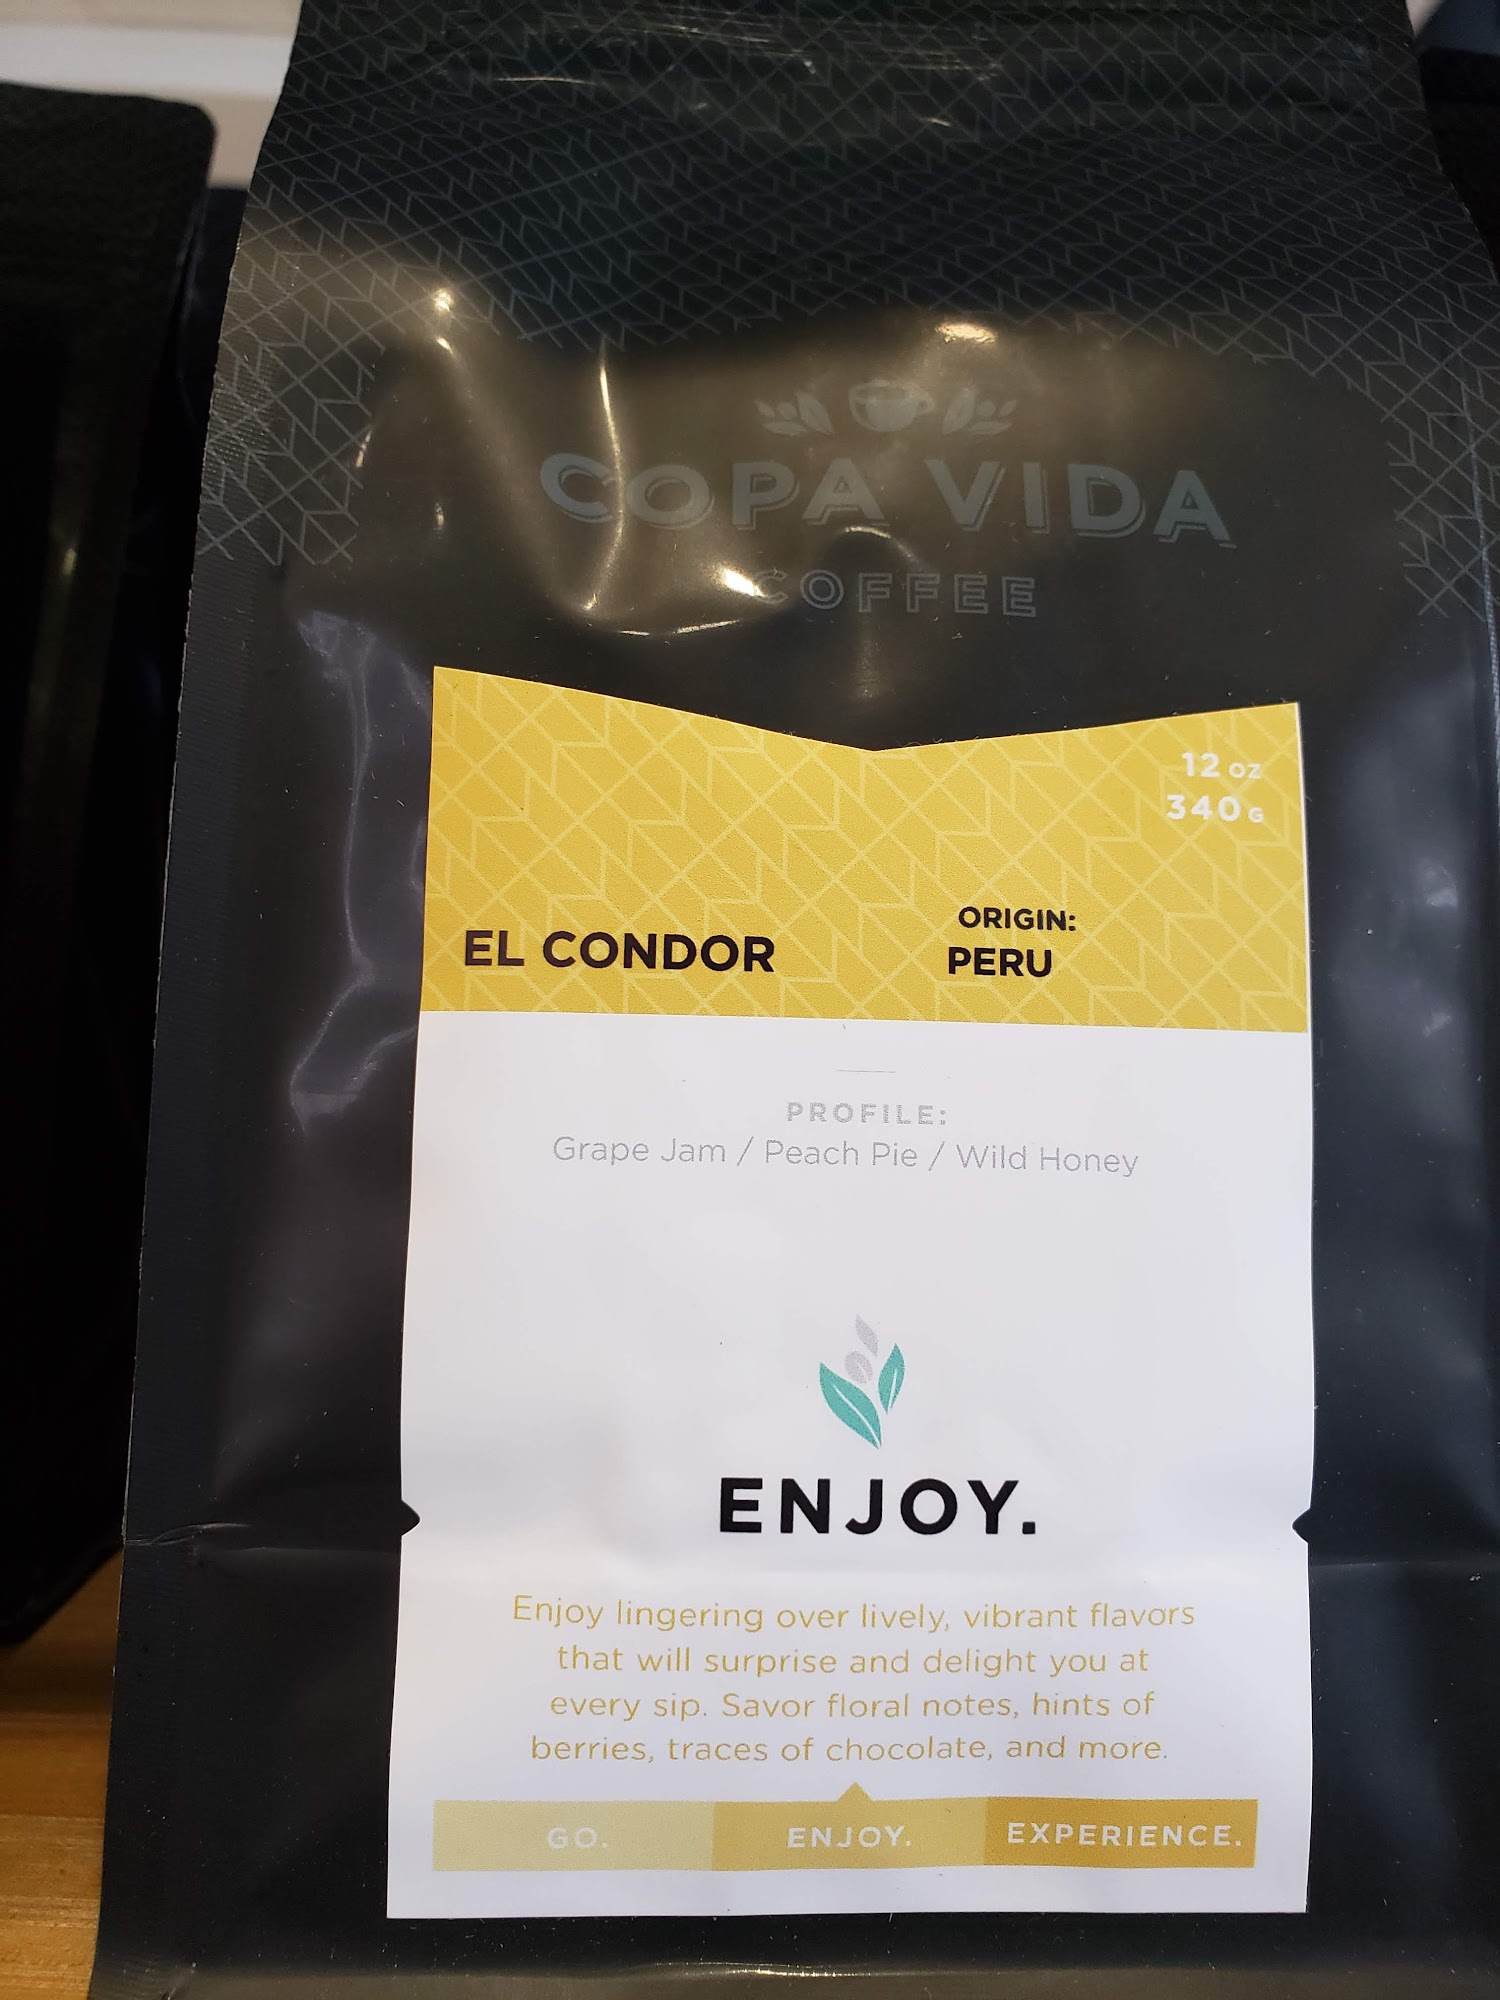 COPA VIDA
COFFEE
12 OZ
340 G
EL CONDOR
ORIGIN:
PERU
PROFILE:
Grape Jam / Peach Pie / Wild Honey
ENJOY.
Enjoy lingering over lively, vibrant flavors
that will surprise and delight you at
every sip. Savor floral notes, hints of
berries, traces of chocolate, and more.
GO. ENJOY. EXPERIENCE.